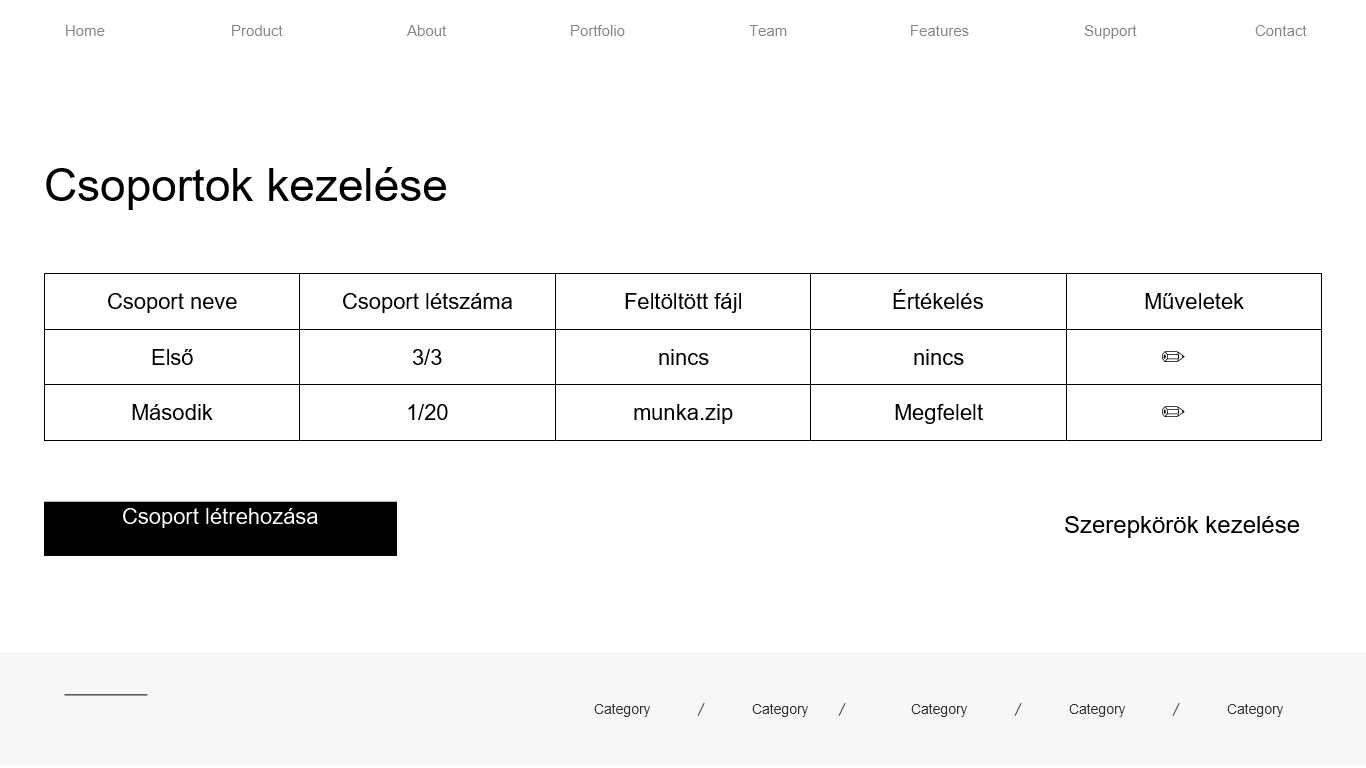 Home Product About Portfolio Team Features Support Contact
Csoportok kezelése
Csoport neve Csoport létszáma Feltöltött fájl Értékelés Műveletek
Első 3/3 nincs nincs ✏
Második 1/20 munka.zip Megfelelt ✏
Csoport létrehozása Szerepkörök kezelése
Category / Category / Category / Category / Category